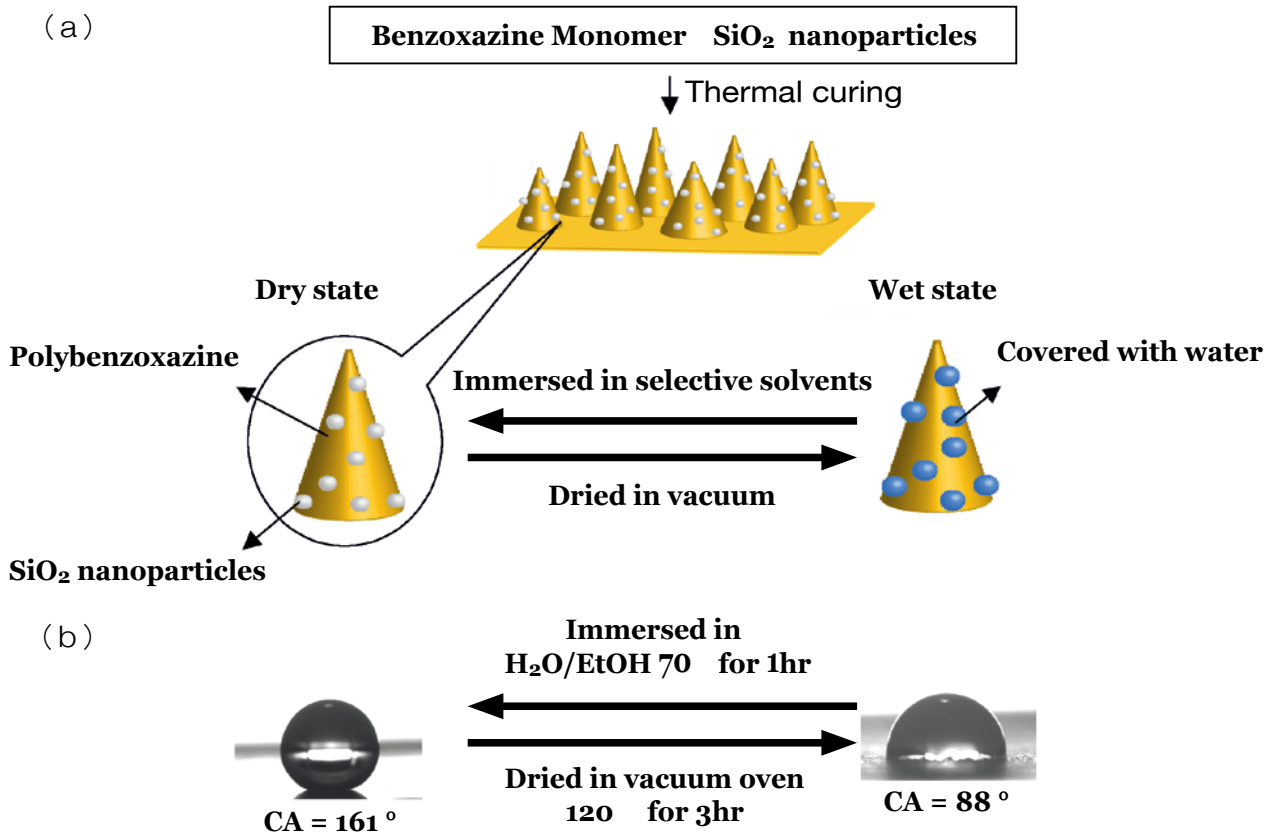 （a）
Benzoxazine Monomer SiO₂ nanoparticles
Thermal curing
Dry state
Wet state
Polybenzoxazine
Covered with water
Immersed in selective solvents
Dried in vacuum
SiO₂ nanoparticles
（b）
Immersed in
H₂O/EtOH 70 for 1hr
Dried in vacuum oven
120 for 3hr
CA = 161 °
CA = 88 °